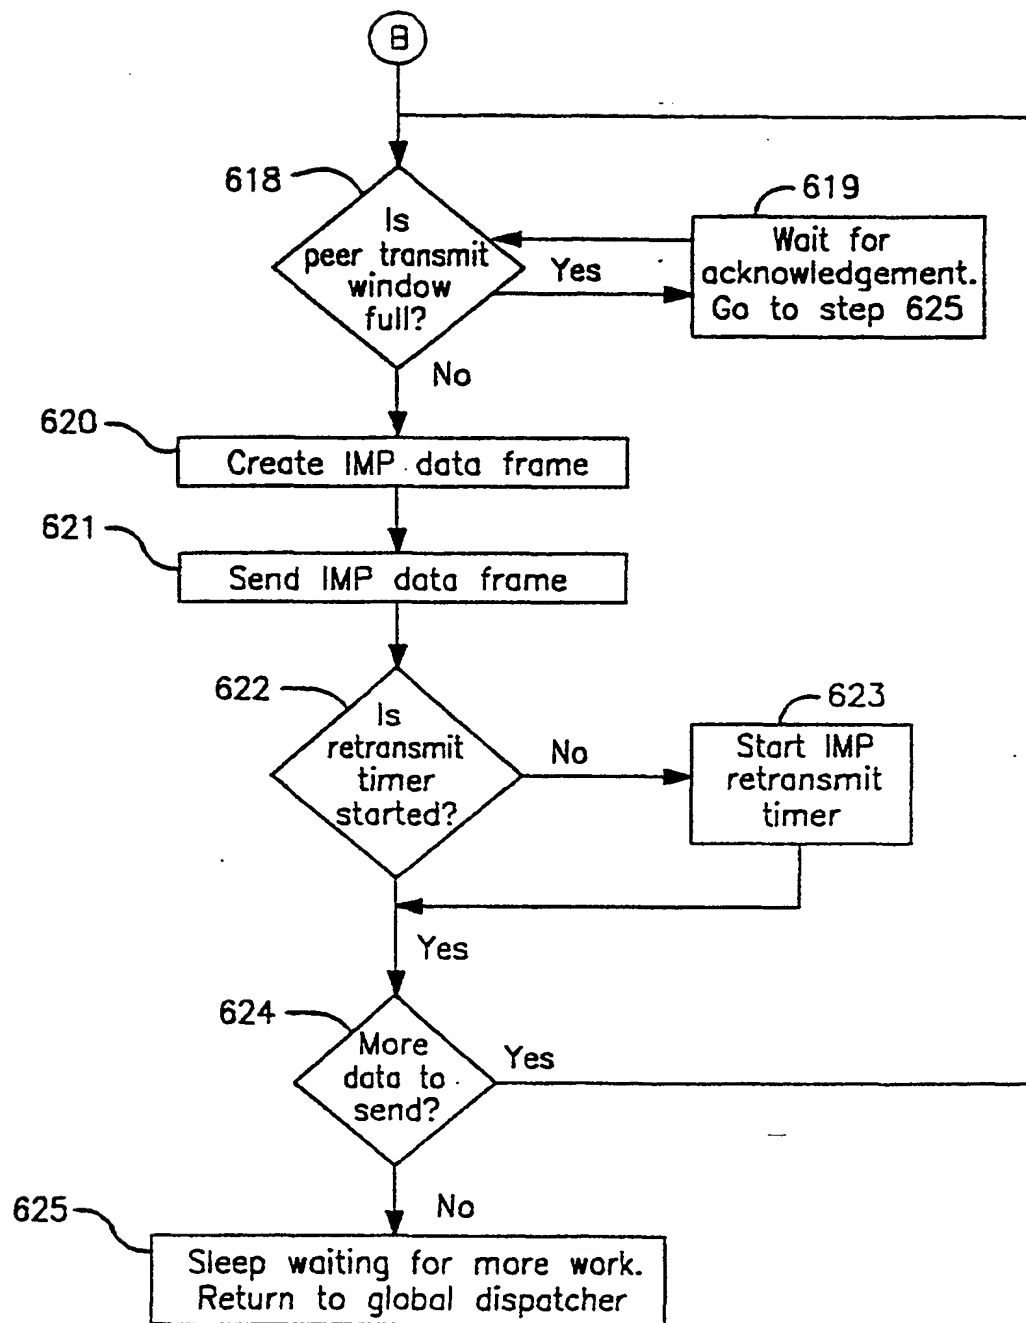 B
618
Is
peer transmit
window
full?
Yes
619
Wait for
acknowledgement.
Go to step 625
No
620
Create IMP data frame
621
Send IMP data frame
622
Is
retransmit
timer
started?
No
623
Start IMP
retransmit
timer
Yes
624
More
data to
send?
Yes
No
625
Sleep waiting for more work.
Return to global dispatcher